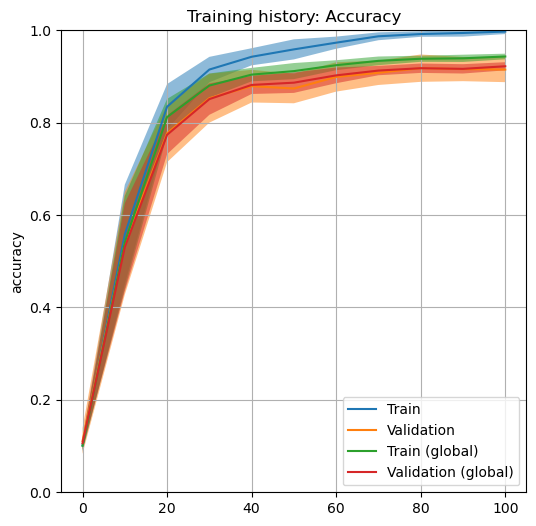 Training history: Accuracy
accuracy
1.0
0.8
0.6
0.4
0.2
0.0
0 20 40 60 80 100
Train
Validation
Train (global)
Validation (global)